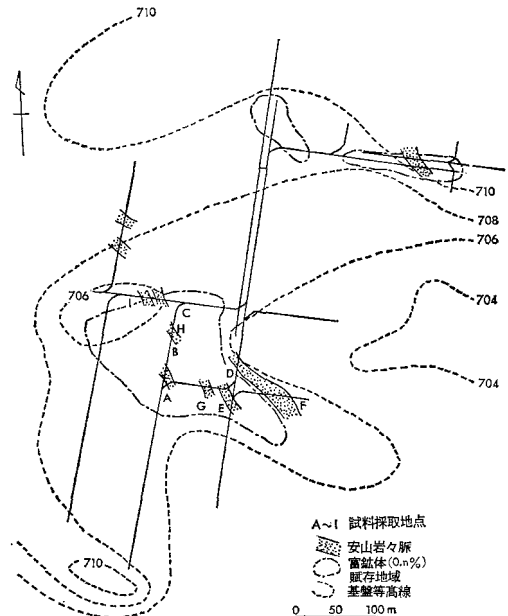 710
710
708
706
706
704
704
I
C
H
B
D
A
G
E
F
710
A~I 試料採取地点
安山岩々脈
富鉱体(0.n%)
賦存地域
基盤等高線
0 50 100m